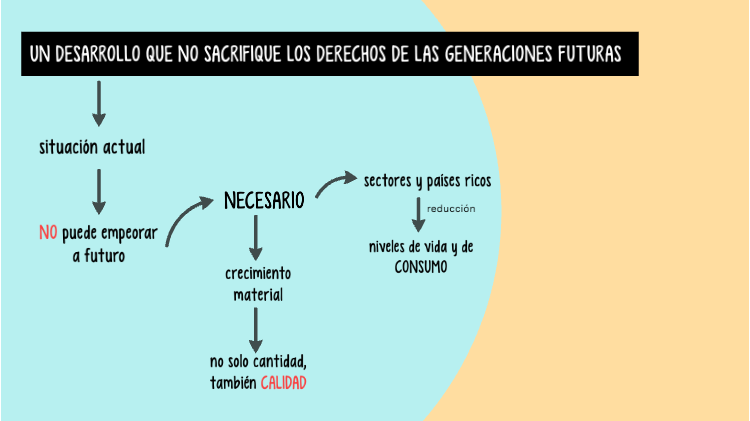 UN DESARROLLO QUE NO SACRIFIQUE LOS DERECHOS DE LAS GENERACIONES FUTURAS
situación actual
NO puede empeorar
a futuro
NECESARIO
crecimiento
material
no solo cantidad,
también CALIDAD
sectores y países ricos
reducción
niveles de vida y de
CONSUMO